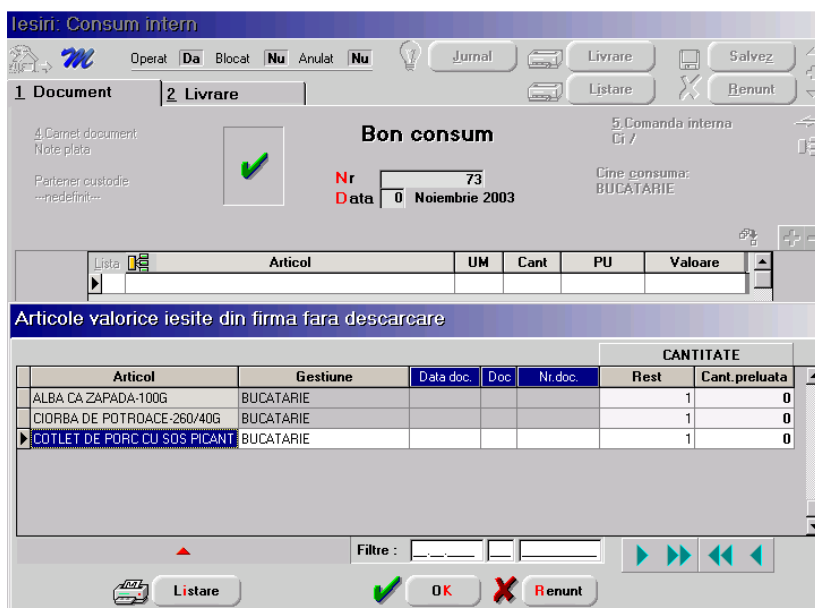 Iesiri: Consum intern
Operat Da Blocat Nu Anulat Nu Jurnal Livrare Salvez
Listare Renunt
1 Document 2 Livrare
4.Carnet document
Note plata
Bon consum
5.Comanda interna
Ci /
Partener custodie
---nedefinit---
Nr 73
Data 0 Noiembrie 2003
Cine consuma:
BUCATARIE
Lista Articol UM Cant PU Valoare
Articole valorice iesite din firma fara descarcare
CANTITATE
Articol Gestiune Data doc. Doc Nr.doc. Rest Cant.preluata
ALBA CA ZAPADA-100G BUCATARIE 1 0
CIORBA DE POTROACE-260/40G BUCATARIE 1 0
COTLET DE PORC CU SOS PICANT BUCATARIE 1 0
Filtre : __.__.____
Listare OK Renunt